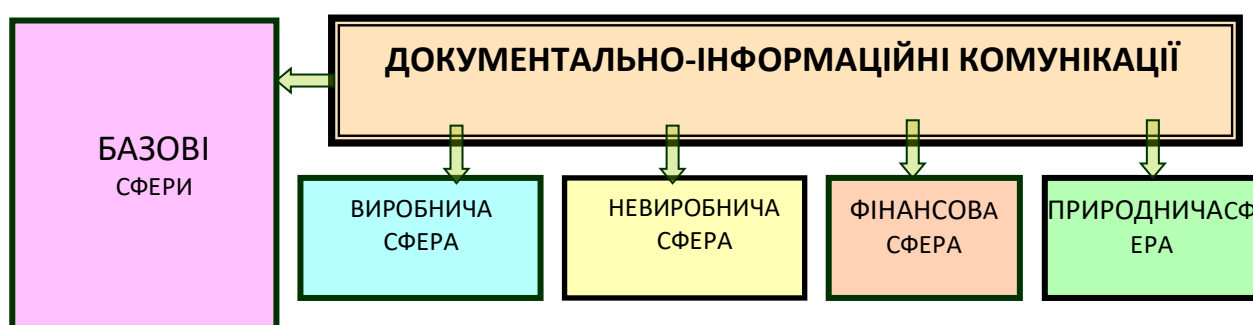 ДОКУМЕНТАЛЬНО-ІНФОРМАЦІЙНІ КОМУНІКАЦІЇ
БАЗОВІ
СФЕРИ
ВИРОБНИЧА
СФЕРА
НЕВИРОБНИЧА
СФЕРА
ФІНАНСОВА
СФЕРА
ПРИРОДНИЧАСФ
ЕРА